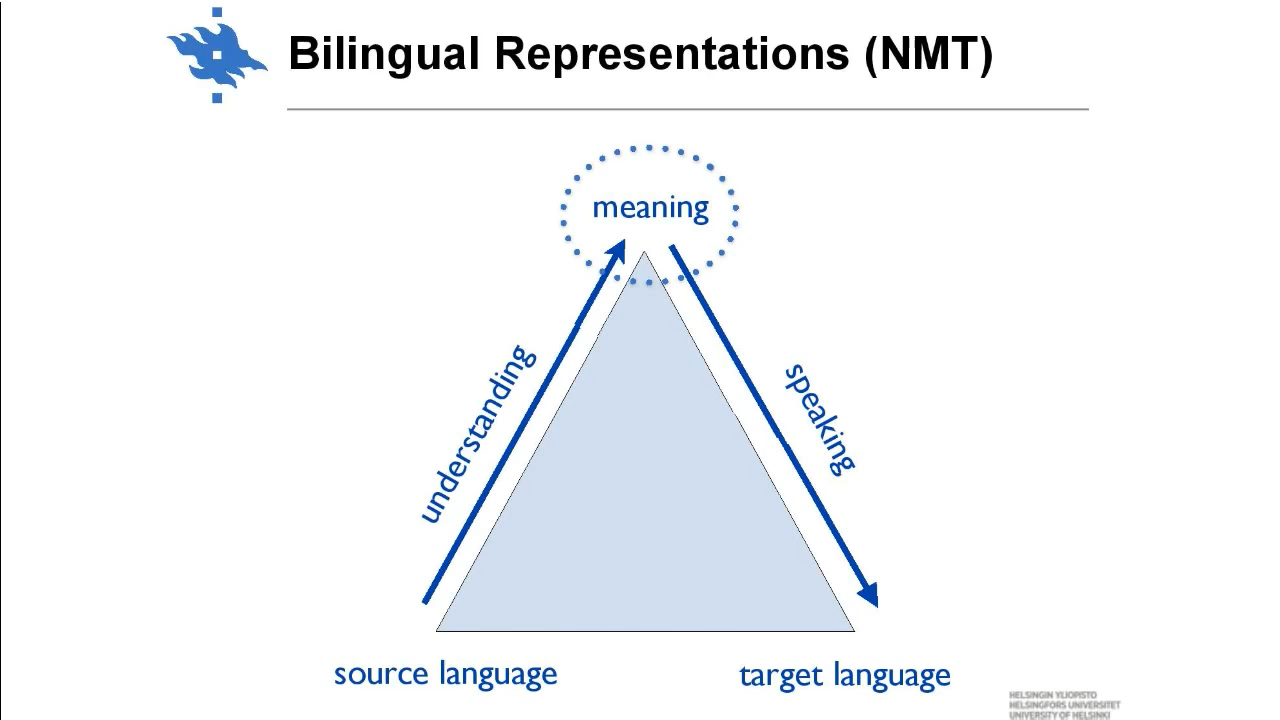 Bilingual Representations (NMT)
meaning
understanding
speaking
source language
target language
HELSINGIN YLIOPISTO
HELSINGFORS UNIVERSITET
UNIVERSITY OF HELSINKI